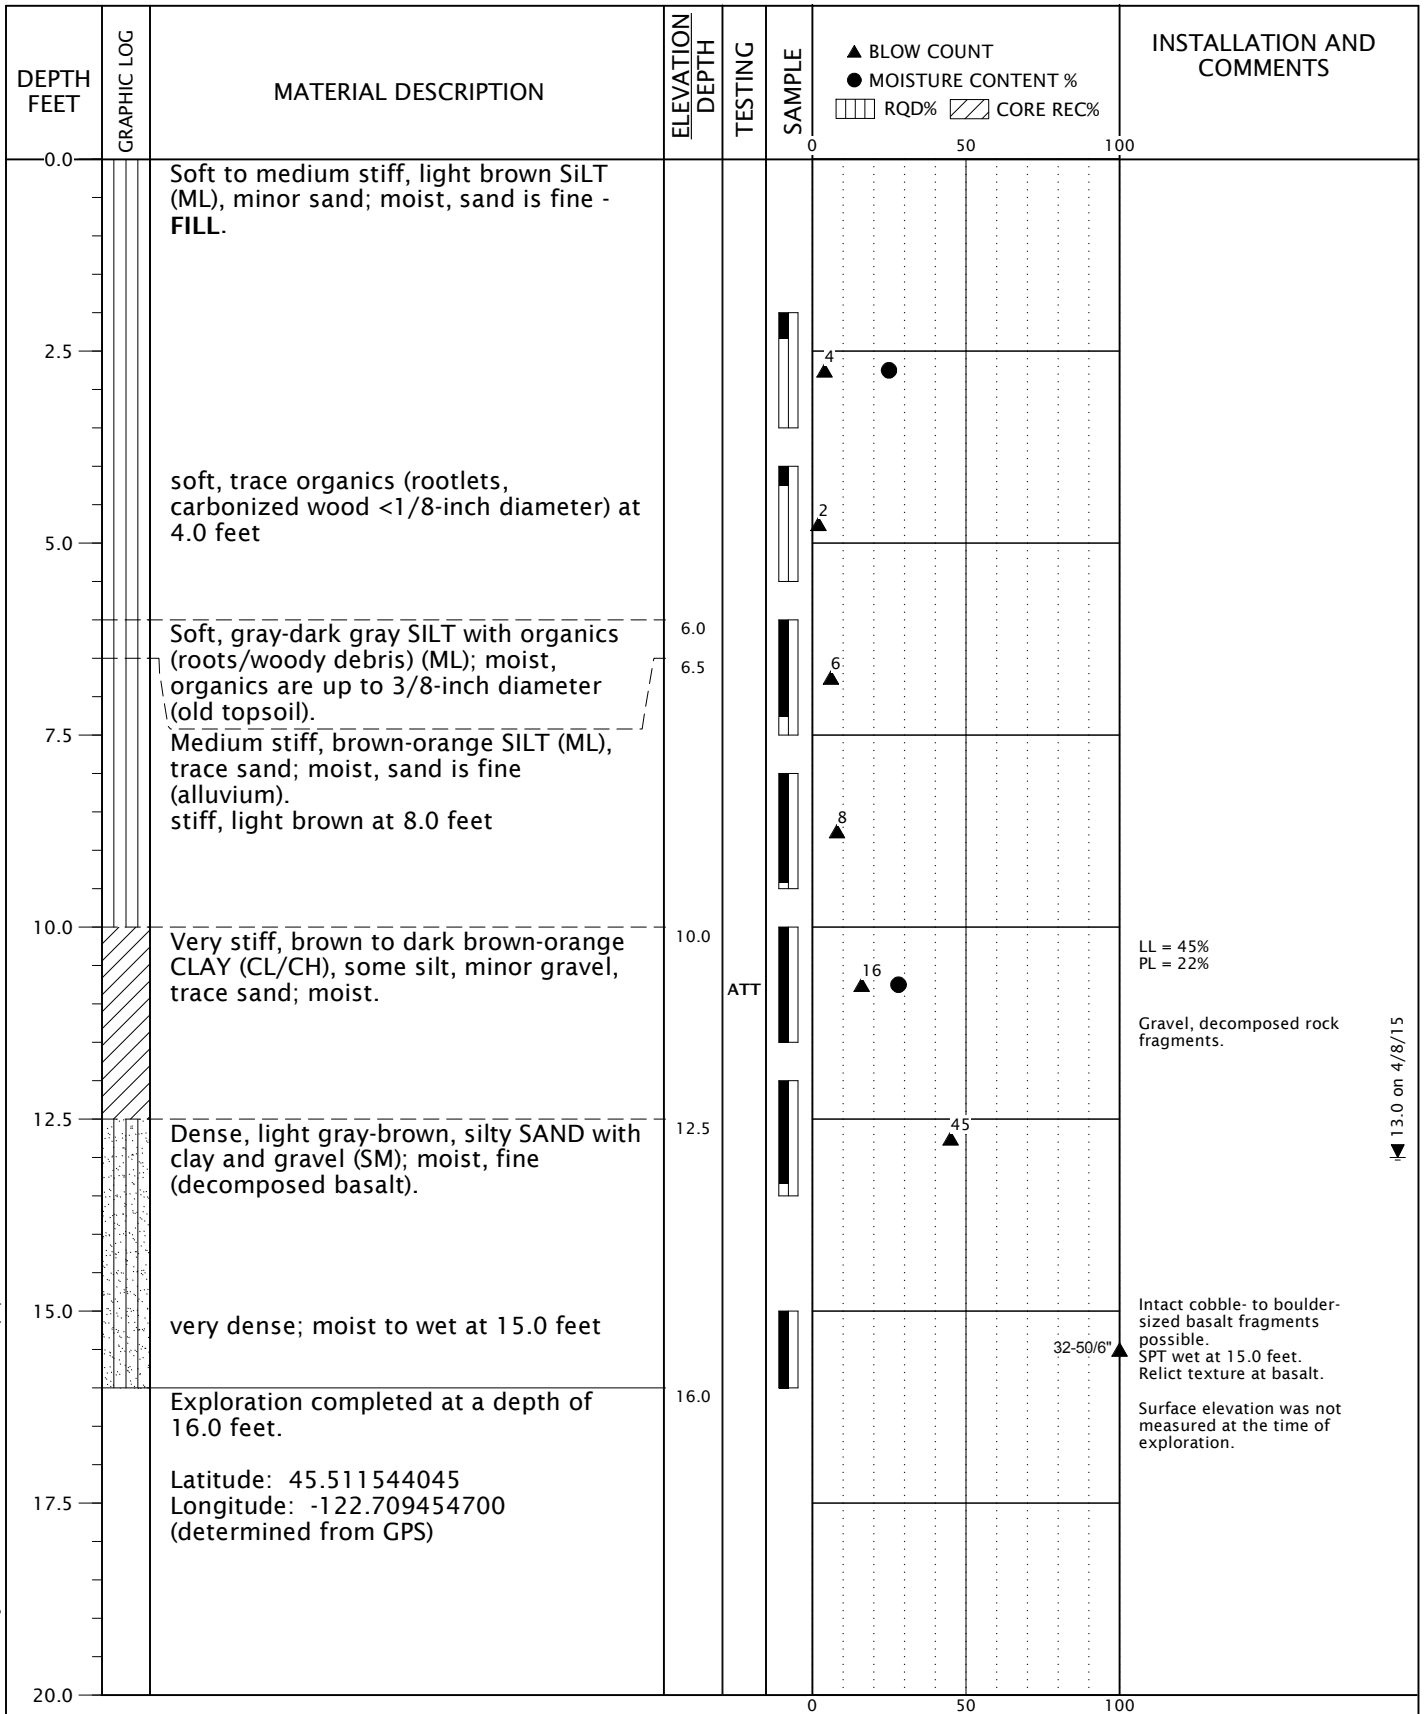 DEPTH
FEET
GRAPHIC LOG
MATERIAL DESCRIPTION
ELEVATION
DEPTH
TESTING
SAMPLE
▲ BLOW COUNT
● MOISTURE CONTENT %
RQD% CORE REC%
INSTALLATION AND
COMMENTS
0 50 100
0.0
Soft to medium stiff, light brown SiLT
(ML), minor sand; moist, sand is fine -
FILL.
2.5
4
soft, trace organics (rootlets,
carbonized wood <1/8-inch diameter) at
4.0 feet
2
5.0
Soft, gray-dark gray SILT with organics
(roots/woody debris) (ML); moist,
organics are up to 3/8-inch diameter
(old topsoil).
6.0
6.5
6
7.5
Medium stiff, brown-orange SILT (ML),
trace sand; moist, sand is fine
(alluvium).
stiff, light brown at 8.0 feet
8
10.0
Very stiff, brown to dark brown-orange
CLAY (CL/CH), some silt, minor gravel,
trace sand; moist.
10.0
ATT
16
LL = 45%
PL = 22%
Gravel, decomposed rock
fragments.
13.0 on 4/8/15
12.5
Dense, light gray-brown, silty SAND with
clay and gravel (SM); moist, fine
(decomposed basalt).
12.5
45
15.0
very dense; moist to wet at 15.0 feet
32-50/6"
Intact cobble- to boulder-
sized basalt fragments
possible.
SPT wet at 15.0 feet.
Relict texture at basalt.
Surface elevation was not
measured at the time of
exploration.
Exploration completed at a depth of
16.0 feet.
16.0
Latitude: 45.511544045
Longitude: -122.709454700
(determined from GPS)
17.5
20.0
0 50 100